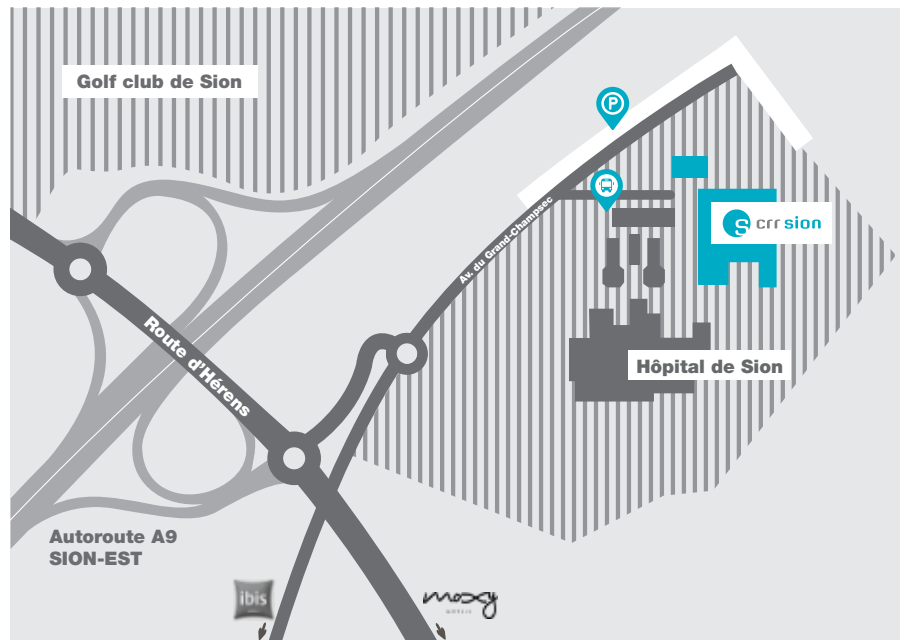 Golf club de Sion
P
Av. du Grand-Champsec
S crr sion
Route d'Hérens
Hôpital de Sion
Autoroute A9
SION-EST
ibis
moxy
HOTELS